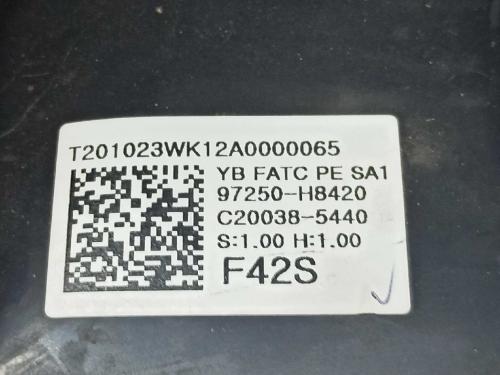 T201023WK12A0000065
YB FATC PE SA1
97250-H8420
C20038-5440
S:1.00 H:1.00
F42S